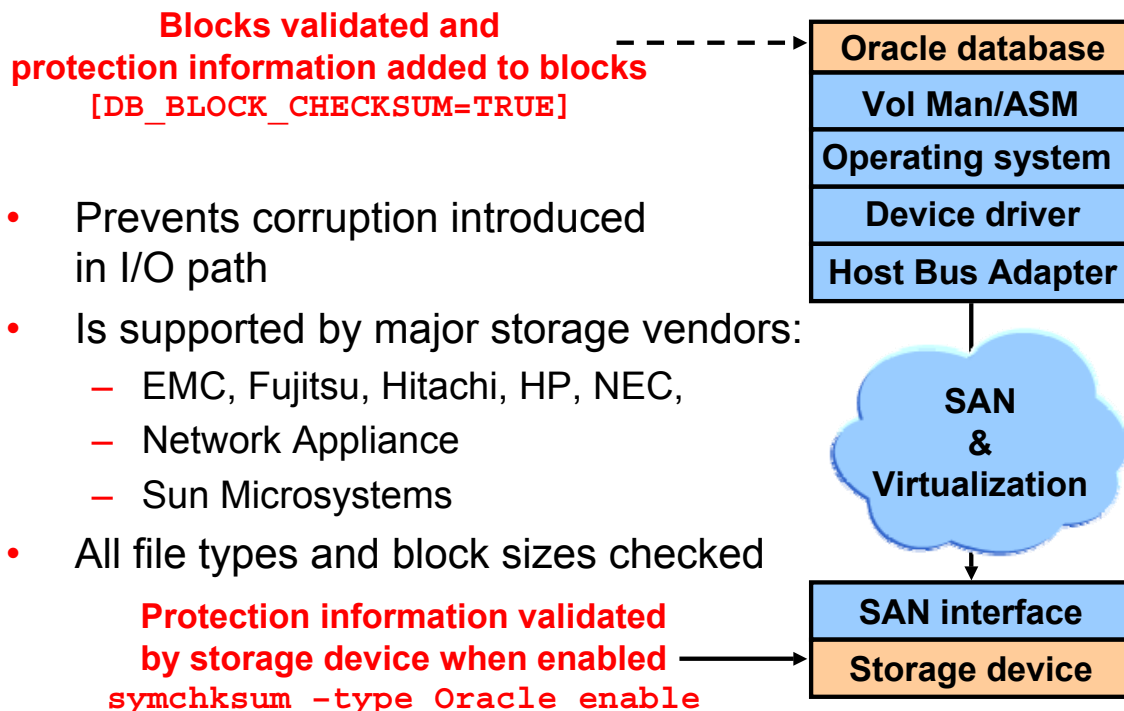 Blocks validated and
protection information added to blocks
[DB_BLOCK_CHECKSUM=TRUE]
• Prevents corruption introduced
in I/O path
• Is supported by major storage vendors:
– EMC, Fujitsu, Hitachi, HP, NEC,
– Network Appliance
– Sun Microsystems
• All file types and block sizes checked
Protection information validated
by storage device when enabled
symchksum –type Oracle enable
Oracle database
Vol Man/ASM
Operating system
Device driver
Host Bus Adapter
SAN
&
Virtualization
SAN interface
Storage device